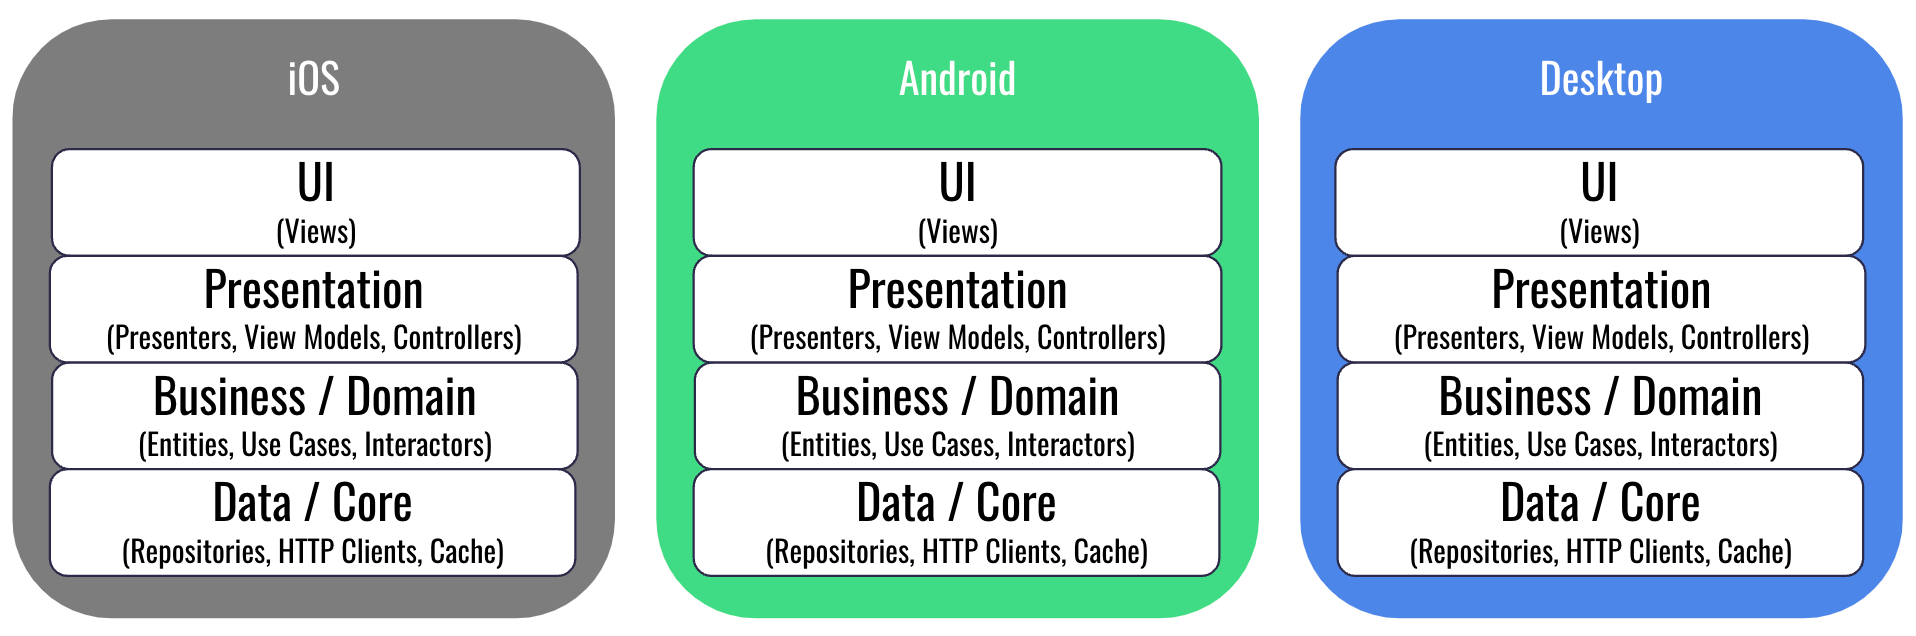 iOS
UI
(Views)
Presentation
(Presenters, View Models, Controllers)
Business / Domain
(Entities, Use Cases, Interactors)
Data / Core
(Repositories, HTTP Clients, Cache)
Android
UI
(Views)
Presentation
(Presenters, View Models, Controllers)
Business / Domain
(Entities, Use Cases, Interactors)
Data / Core
(Repositories, HTTP Clients, Cache)
Desktop
UI
(Views)
Presentation
(Presenters, View Models, Controllers)
Business / Domain
(Entities, Use Cases, Interactors)
Data / Core
(Repositories, HTTP Clients, Cache)